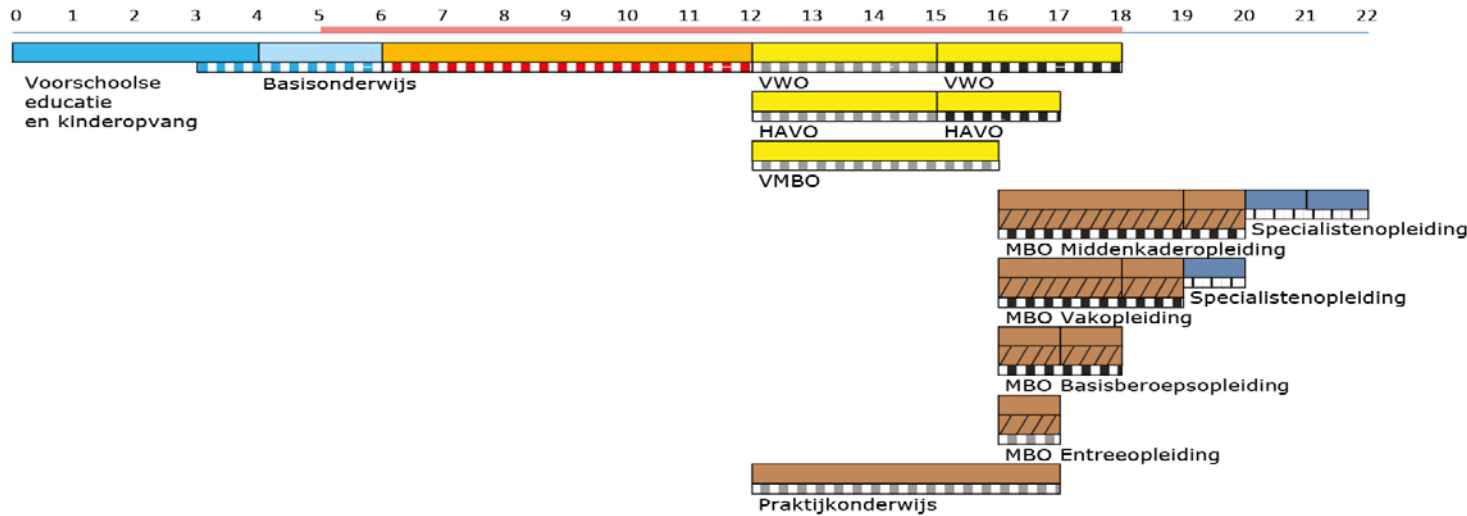 0 1 2 3 4 5 6 7 8 9 10 11 12 13 14 15 16 17 18 19 20 21 22
Voorschoolse
educatie
en kinderopvang
Basisonderwijs
VWO
VWO
HAVO
HAVO
VMBO
Specialistenopleiding
MBO Middenkaderopleiding
Specialistenopleiding
MBO Vakopleiding
MBO Basisberoepsopleiding
MBO Entreeopleiding
Praktijkonderwijs